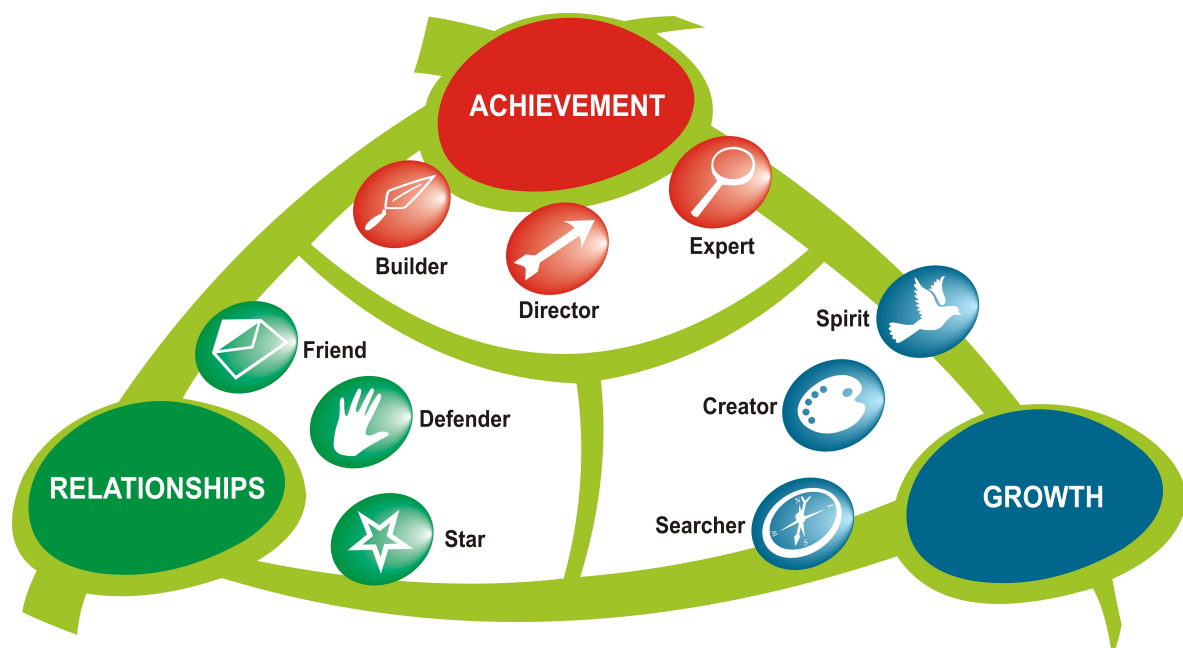 ACHIEVEMENT
Builder
Director
Expert
Spirit
Friend
Defender
Creator
RELATIONSHIPS
GROWTH
Star
Searcher
N
E
S
W